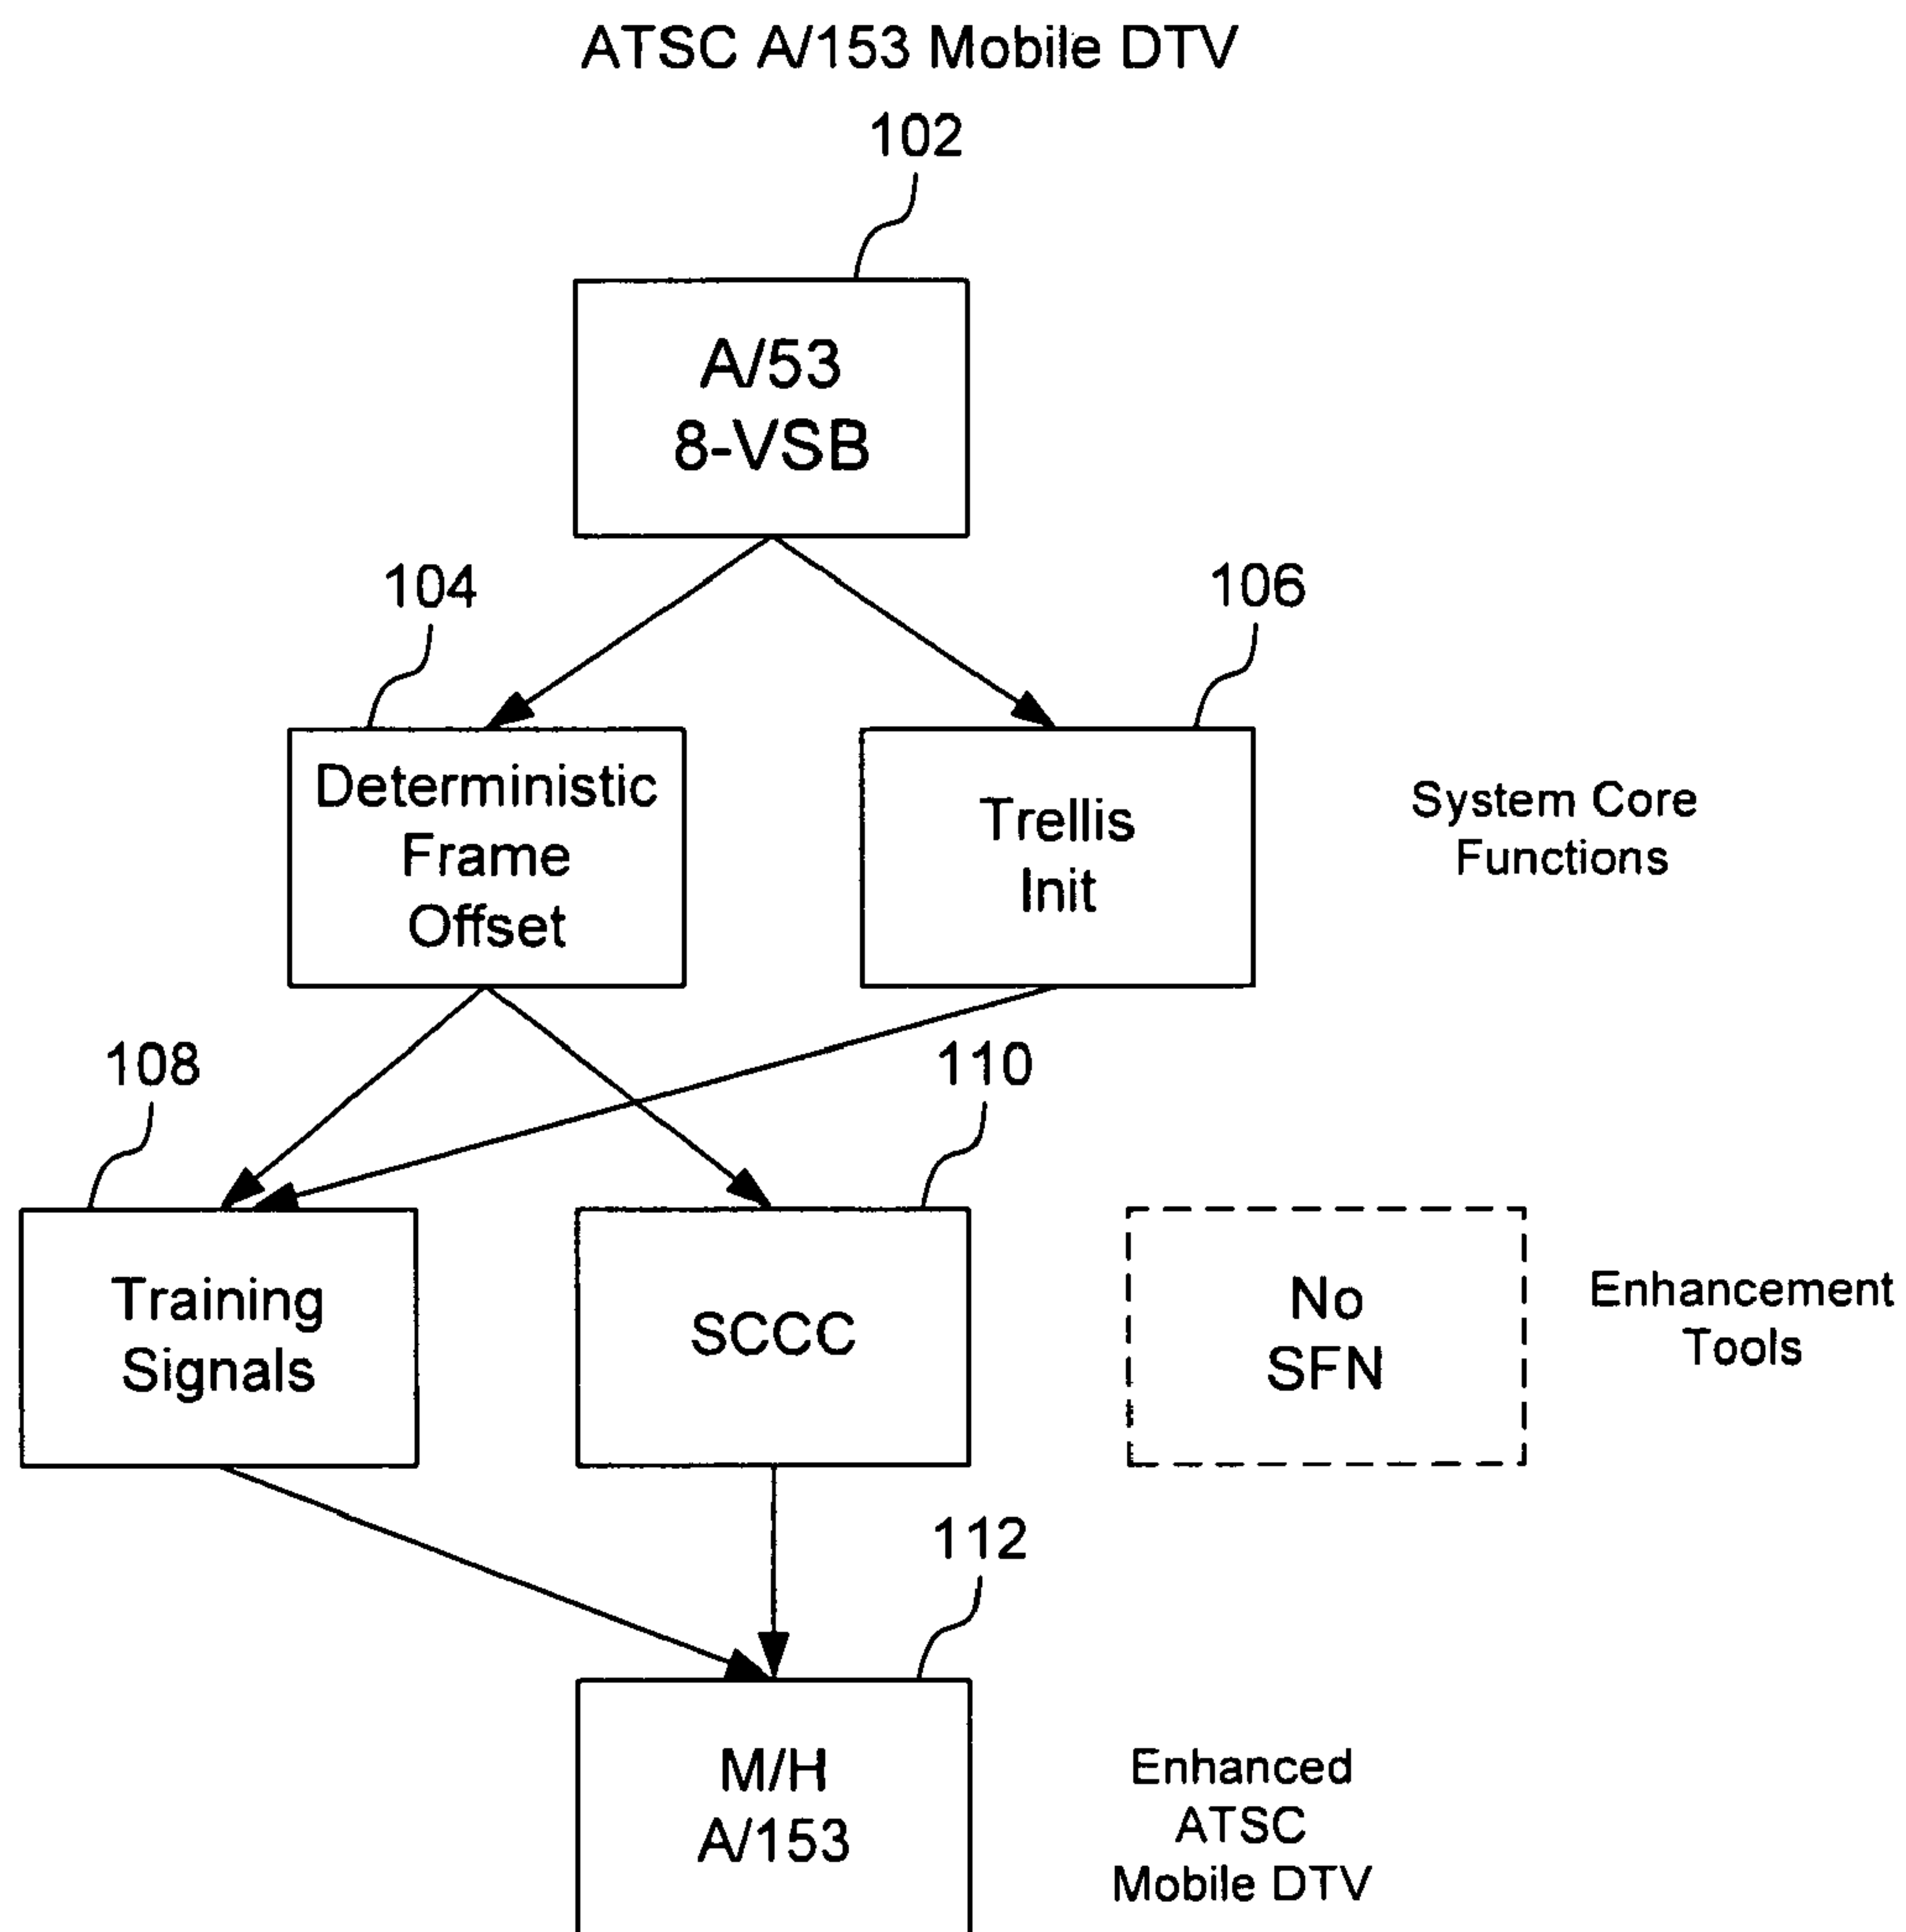 ATSC A/153 Mobile DTV
102
A/53
8-VSB
104
106
Deterministic
Frame
Offset
Trellis
Init
System Core
Functions
108
110
Training
Signals
SCCC
No
SFN
Enhancement
Tools
112
M/H
A/153
Enhanced
ATSC
Mobile DTV